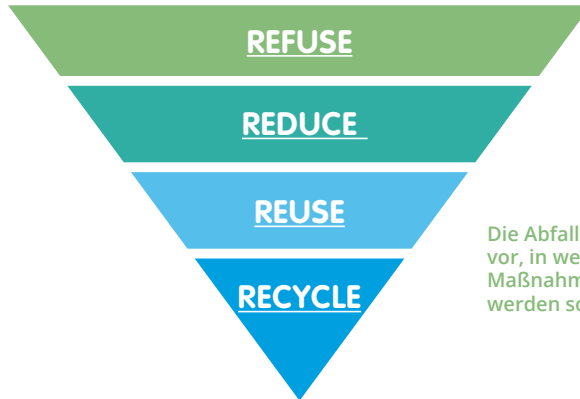 REFUSE
REDUCE
REUSE
RECYCLE
Die Abfall
vor, in we
Maßnahm
werden so